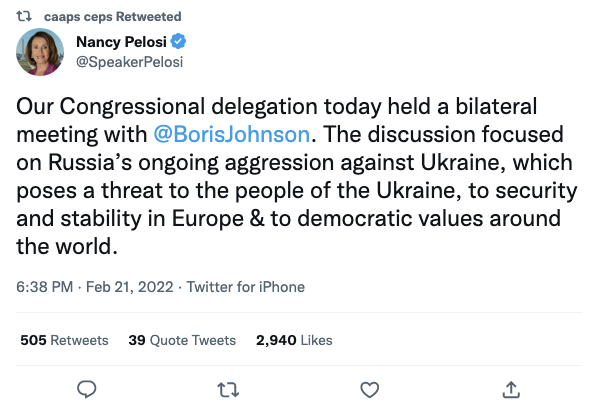 caaps ceps Retweeted
Nancy Pelosi
@SpeakerPelosi
Our Congressional delegation today held a bilateral
meeting with @BorisJohnson. The discussion focused
on Russia’s ongoing aggression against Ukraine, which
poses a threat to the people of the Ukraine, to security
and stability in Europe & to democratic values around
the world.
6:38 PM · Feb 21, 2022 · Twitter for iPhone
505 Retweets 39 Quote Tweets 2,940 Likes